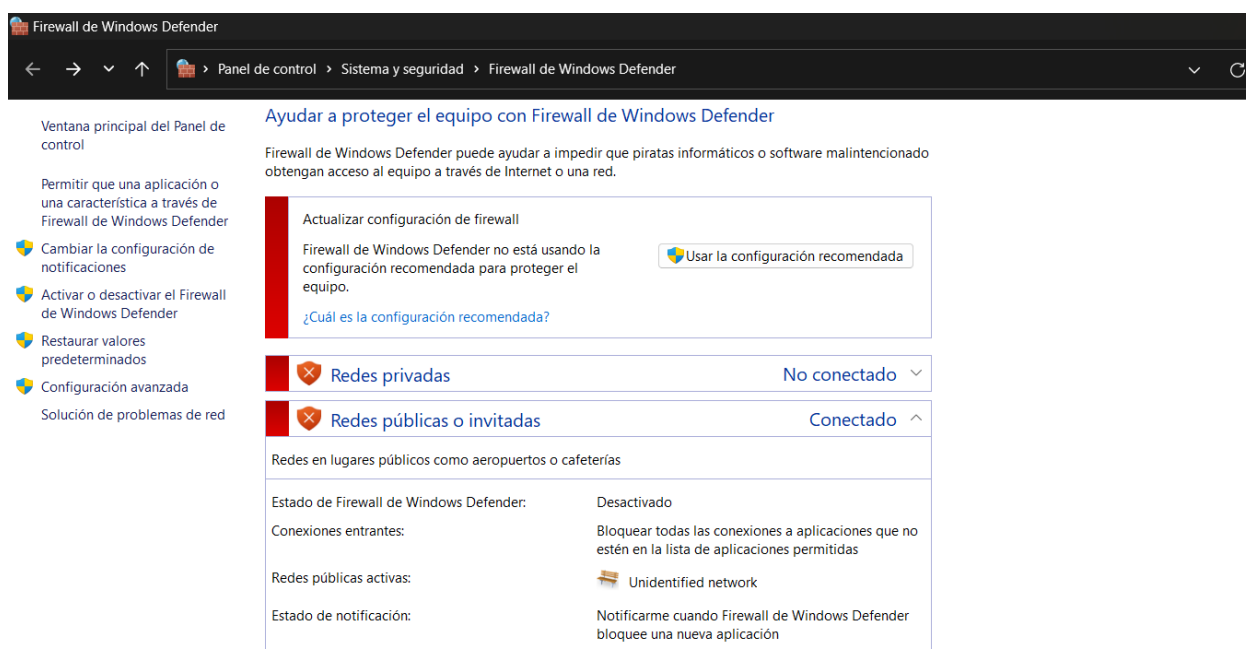 Firewall de Windows Defender
Panel de control > Sistema y seguridad > Firewall de Windows Defender
Ventana principal del Panel de
control
Permitir que una aplicación o
una característica a través de
Firewall de Windows Defender
Cambiar la configuración de
notificaciones
Activar o desactivar el Firewall
de Windows Defender
Restaurar valores
predeterminados
Configuración avanzada
Solución de problemas de red
Ayudar a proteger el equipo con Firewall de Windows Defender
Firewall de Windows Defender puede ayudar a impedir que piratas informáticos o software malintencionado
obtengan acceso al equipo a través de Internet o una red.
Actualizar configuración de firewall
Firewall de Windows Defender no está usando la
configuración recomendada para proteger el
equipo.
Usar la configuración recomendada
¿Cuál es la configuración recomendada?
Redes privadas No conectado
Redes públicas o invitadas Conectado
Redes en lugares públicos como aeropuertos o cafeterías
Estado de Firewall de Windows Defender: Desactivado
Conexiones entrantes: Bloquear todas las conexiones a aplicaciones que no
estén en la lista de aplicaciones permitidas
Redes públicas activas: Unidentified network
Estado de notificación: Notificarme cuando Firewall de Windows Defender
bloquee una nueva aplicación